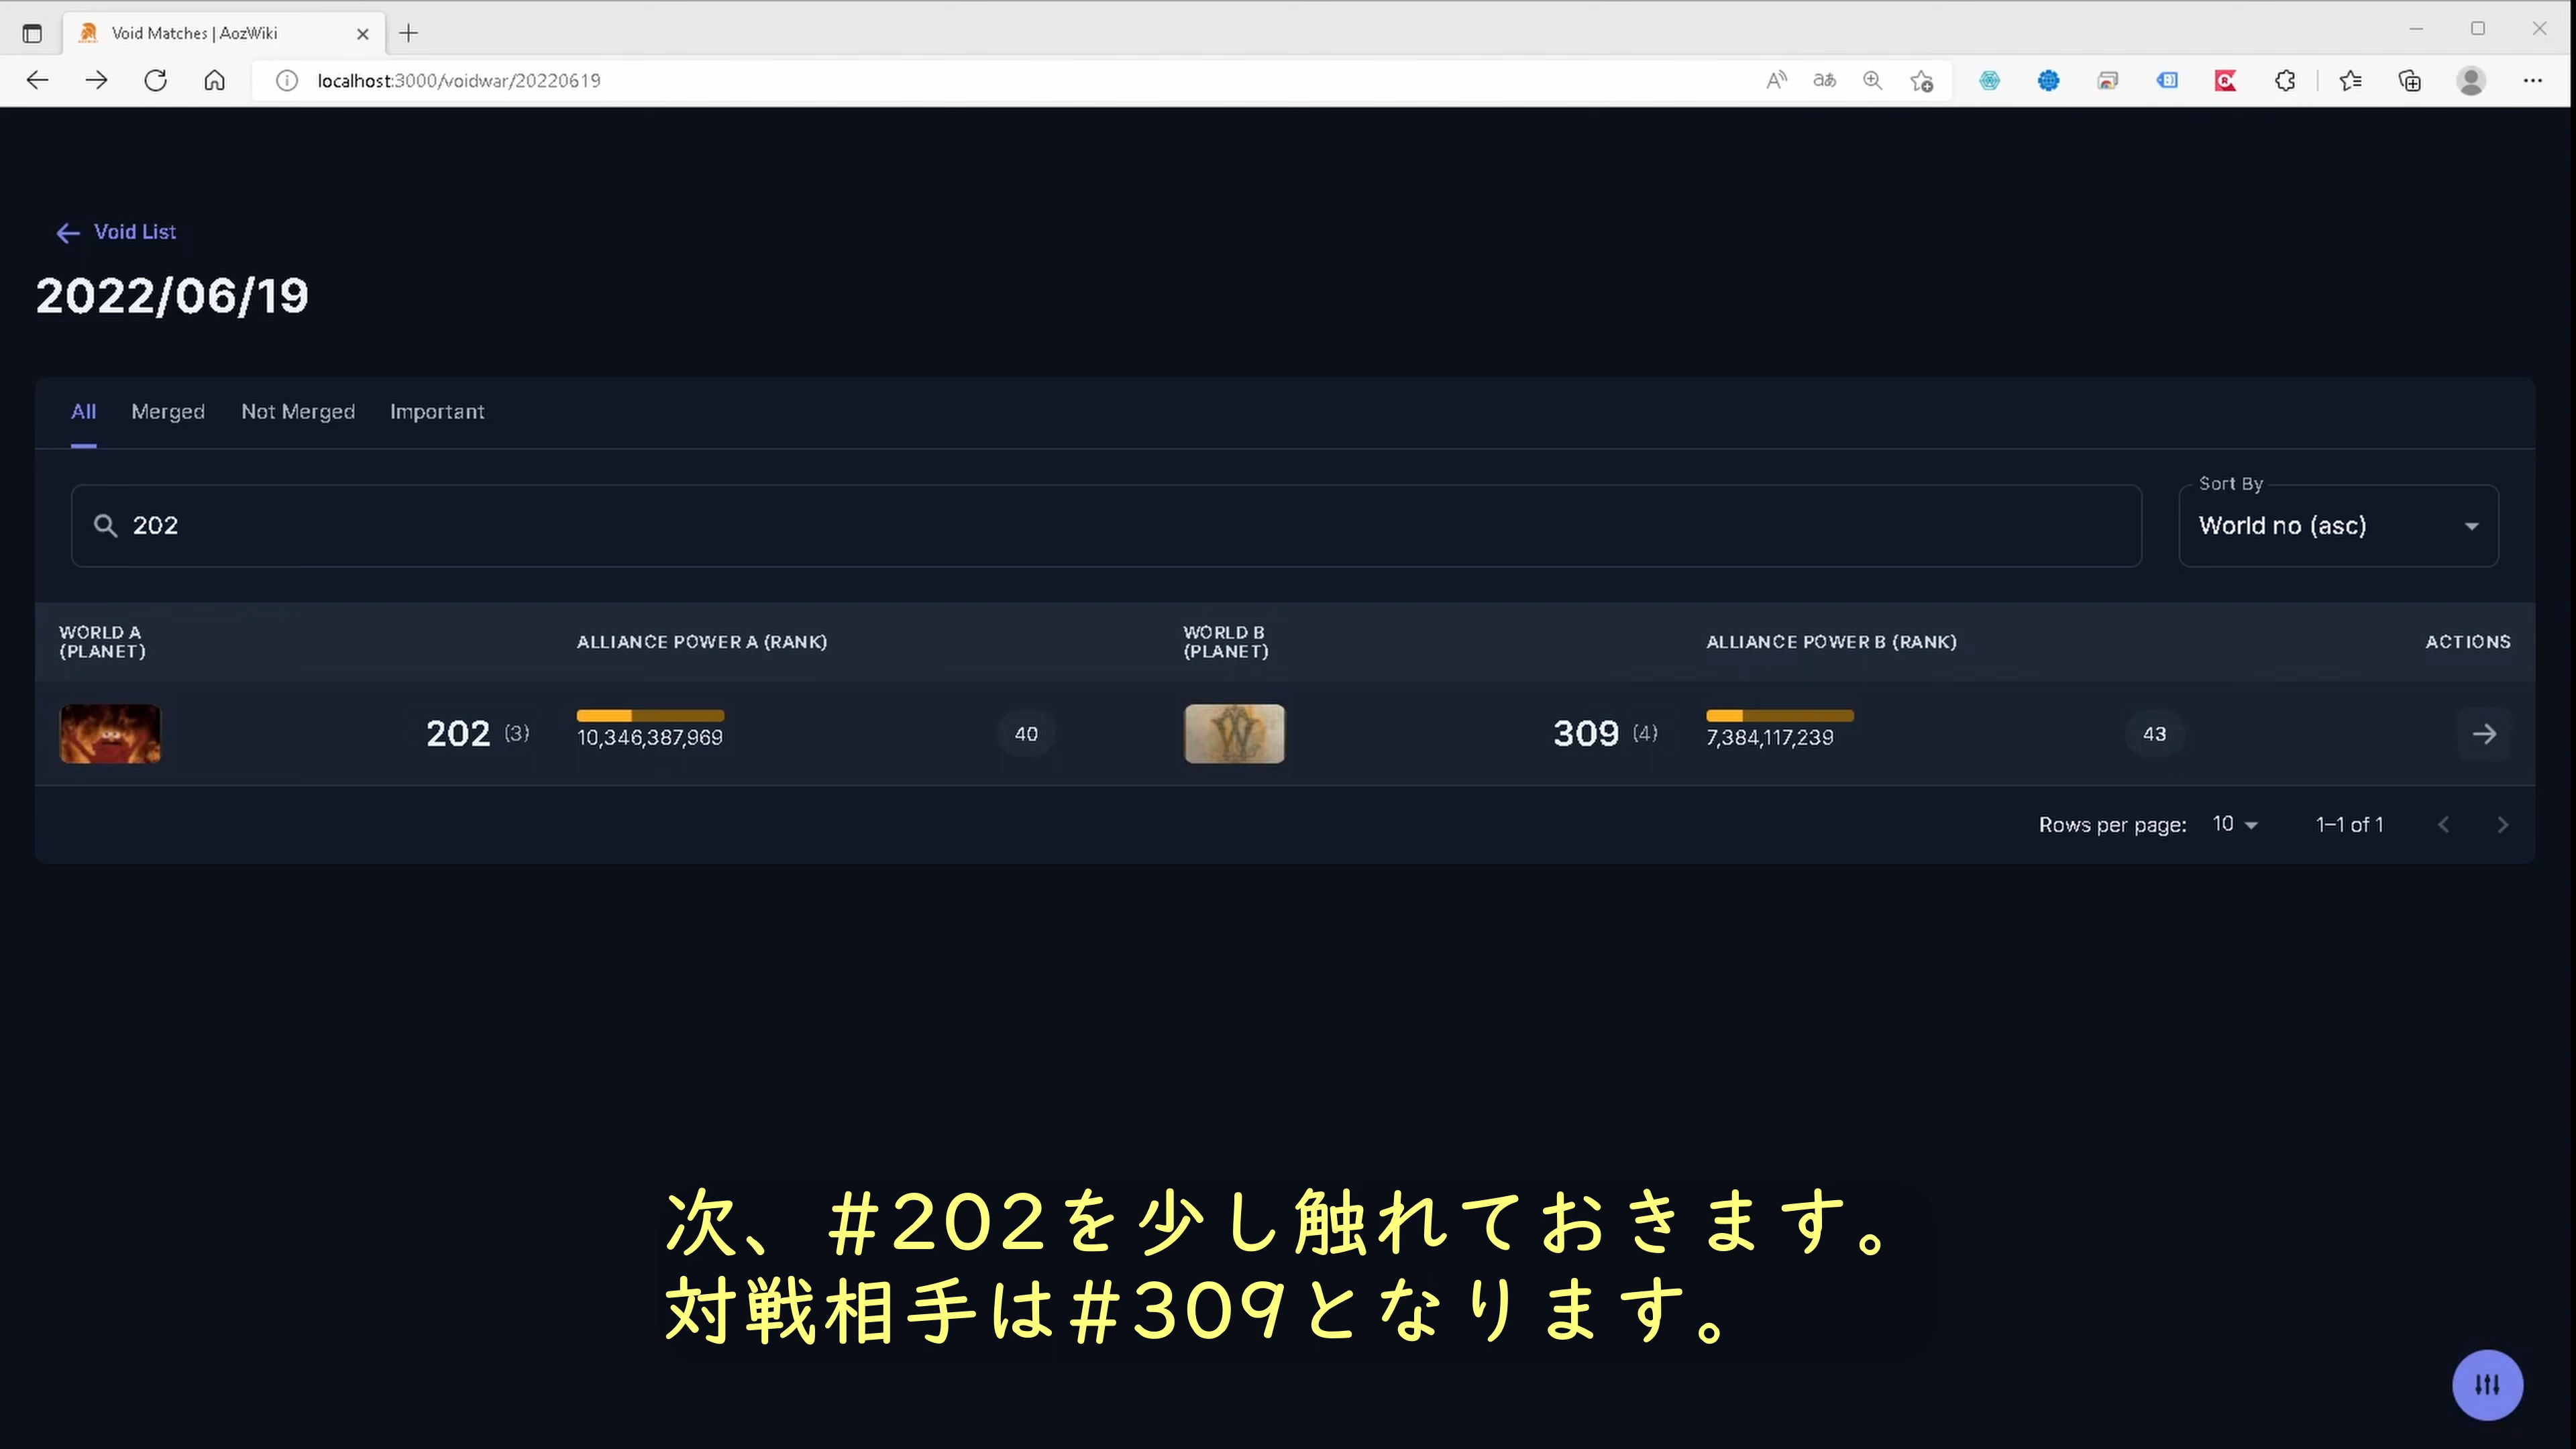 Void Matches | AozWiki
localhost:3000/voidwar/20220619
Void List
2022/06/19
All
Merged
Not Merged
Important
202
Sort By
World no (asc)
WORLD A
(PLANET)
ALLIANCE POWER A (RANK)
WORLD B
(PLANET)
ALLIANCE POWER B (RANK)
ACTIONS
202 (3)
10,346,387,969
40
W
309 (4)
7,384,117,239
43
Rows per page: 10
1–1 of 1
次、#202を少し触れておきます。
対戦相手は#309となります。